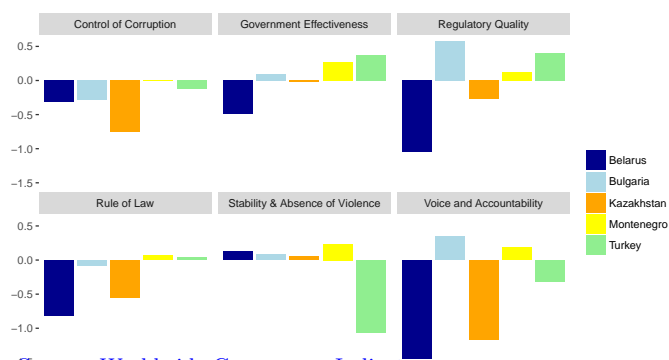 Control of Corruption Government Effectiveness Regulatory Quality
0.5
0.0
−0.5
−1.0
−1.5
Belarus
Bulgaria
Kazakhstan
Montenegro
Turkey
Rule of Law Stability & Absence of Violence Voice and Accountability
0.5
0.0
−0.5
−1.0